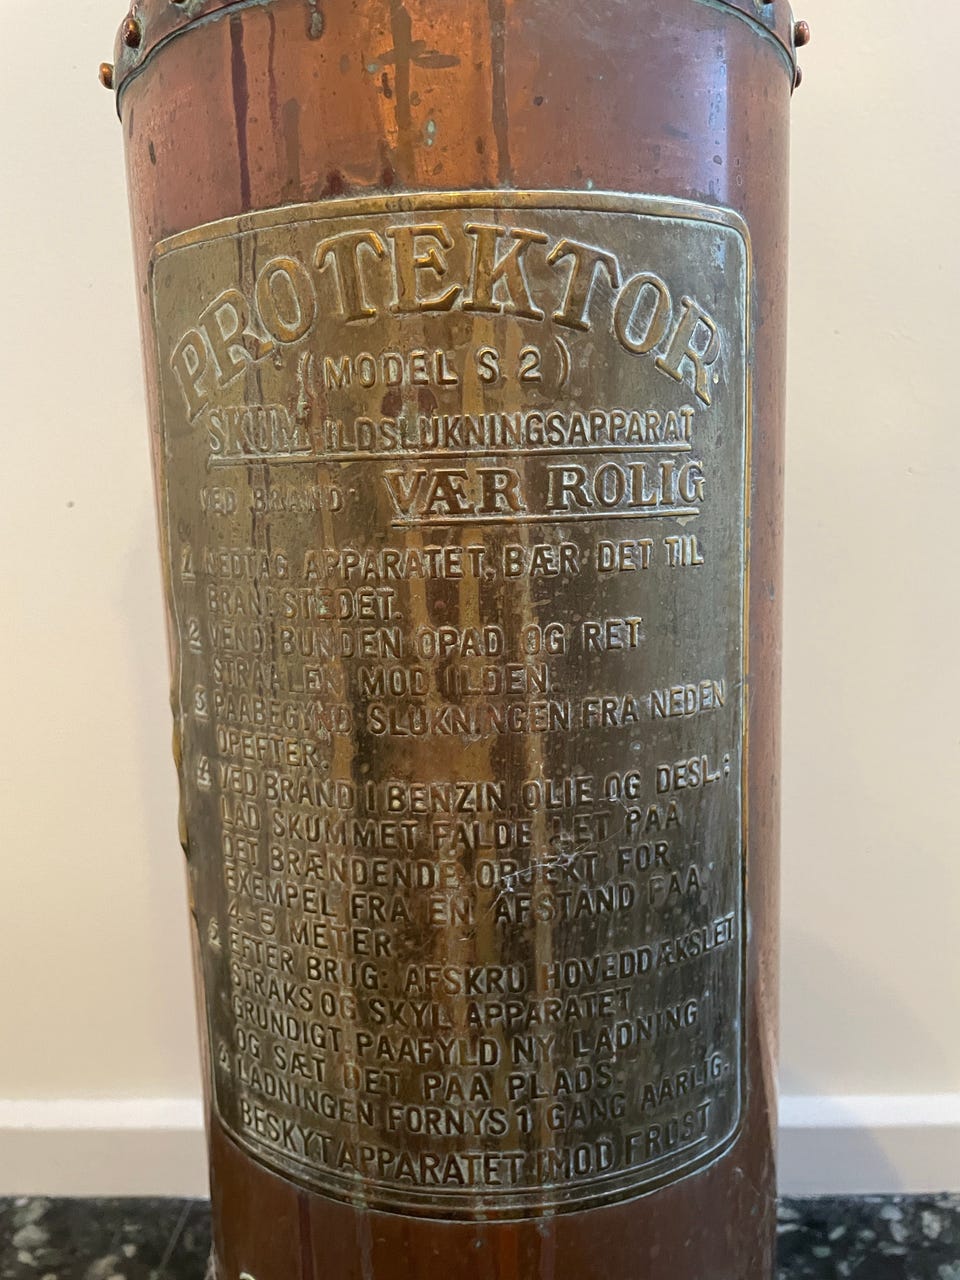 PROTEKTOR
(MODEL S. 2)
SKUM-ILDSLUKNINGSAPPARAT
VED BRAND: VÆR ROLIG
1. NEDTAG APPARATET, BÆR DET TIL
BRANDSTEDET.
2. VEND BUNDEN OPAD OG RET
STRAALEN MOD ILDEN.
3. PAABEGYND SLUKNINGEN FRA NEDEN
OPEFTER.
4. VED BRAND I BENZIN, OLIE OG DESL.:
LAD SKUMMET FALDE LET PAA
DET BRÆNDENDE OBJEKT FOR
EXEMPEL FRA EN AFSTAND PAA
4-5 METER.
5. EFTER BRUG: AFSKRU HOVEDDÆKSLET
STRAKS OG SKYL APPARATET
GRUNDIGT. PAAFYLD NY LADNING
OG SÆT DET PAA PLADS.
6. LADNINGEN FORNYS 1 GANG AARLIG.
BESKYT APPARATET IMOD FROST